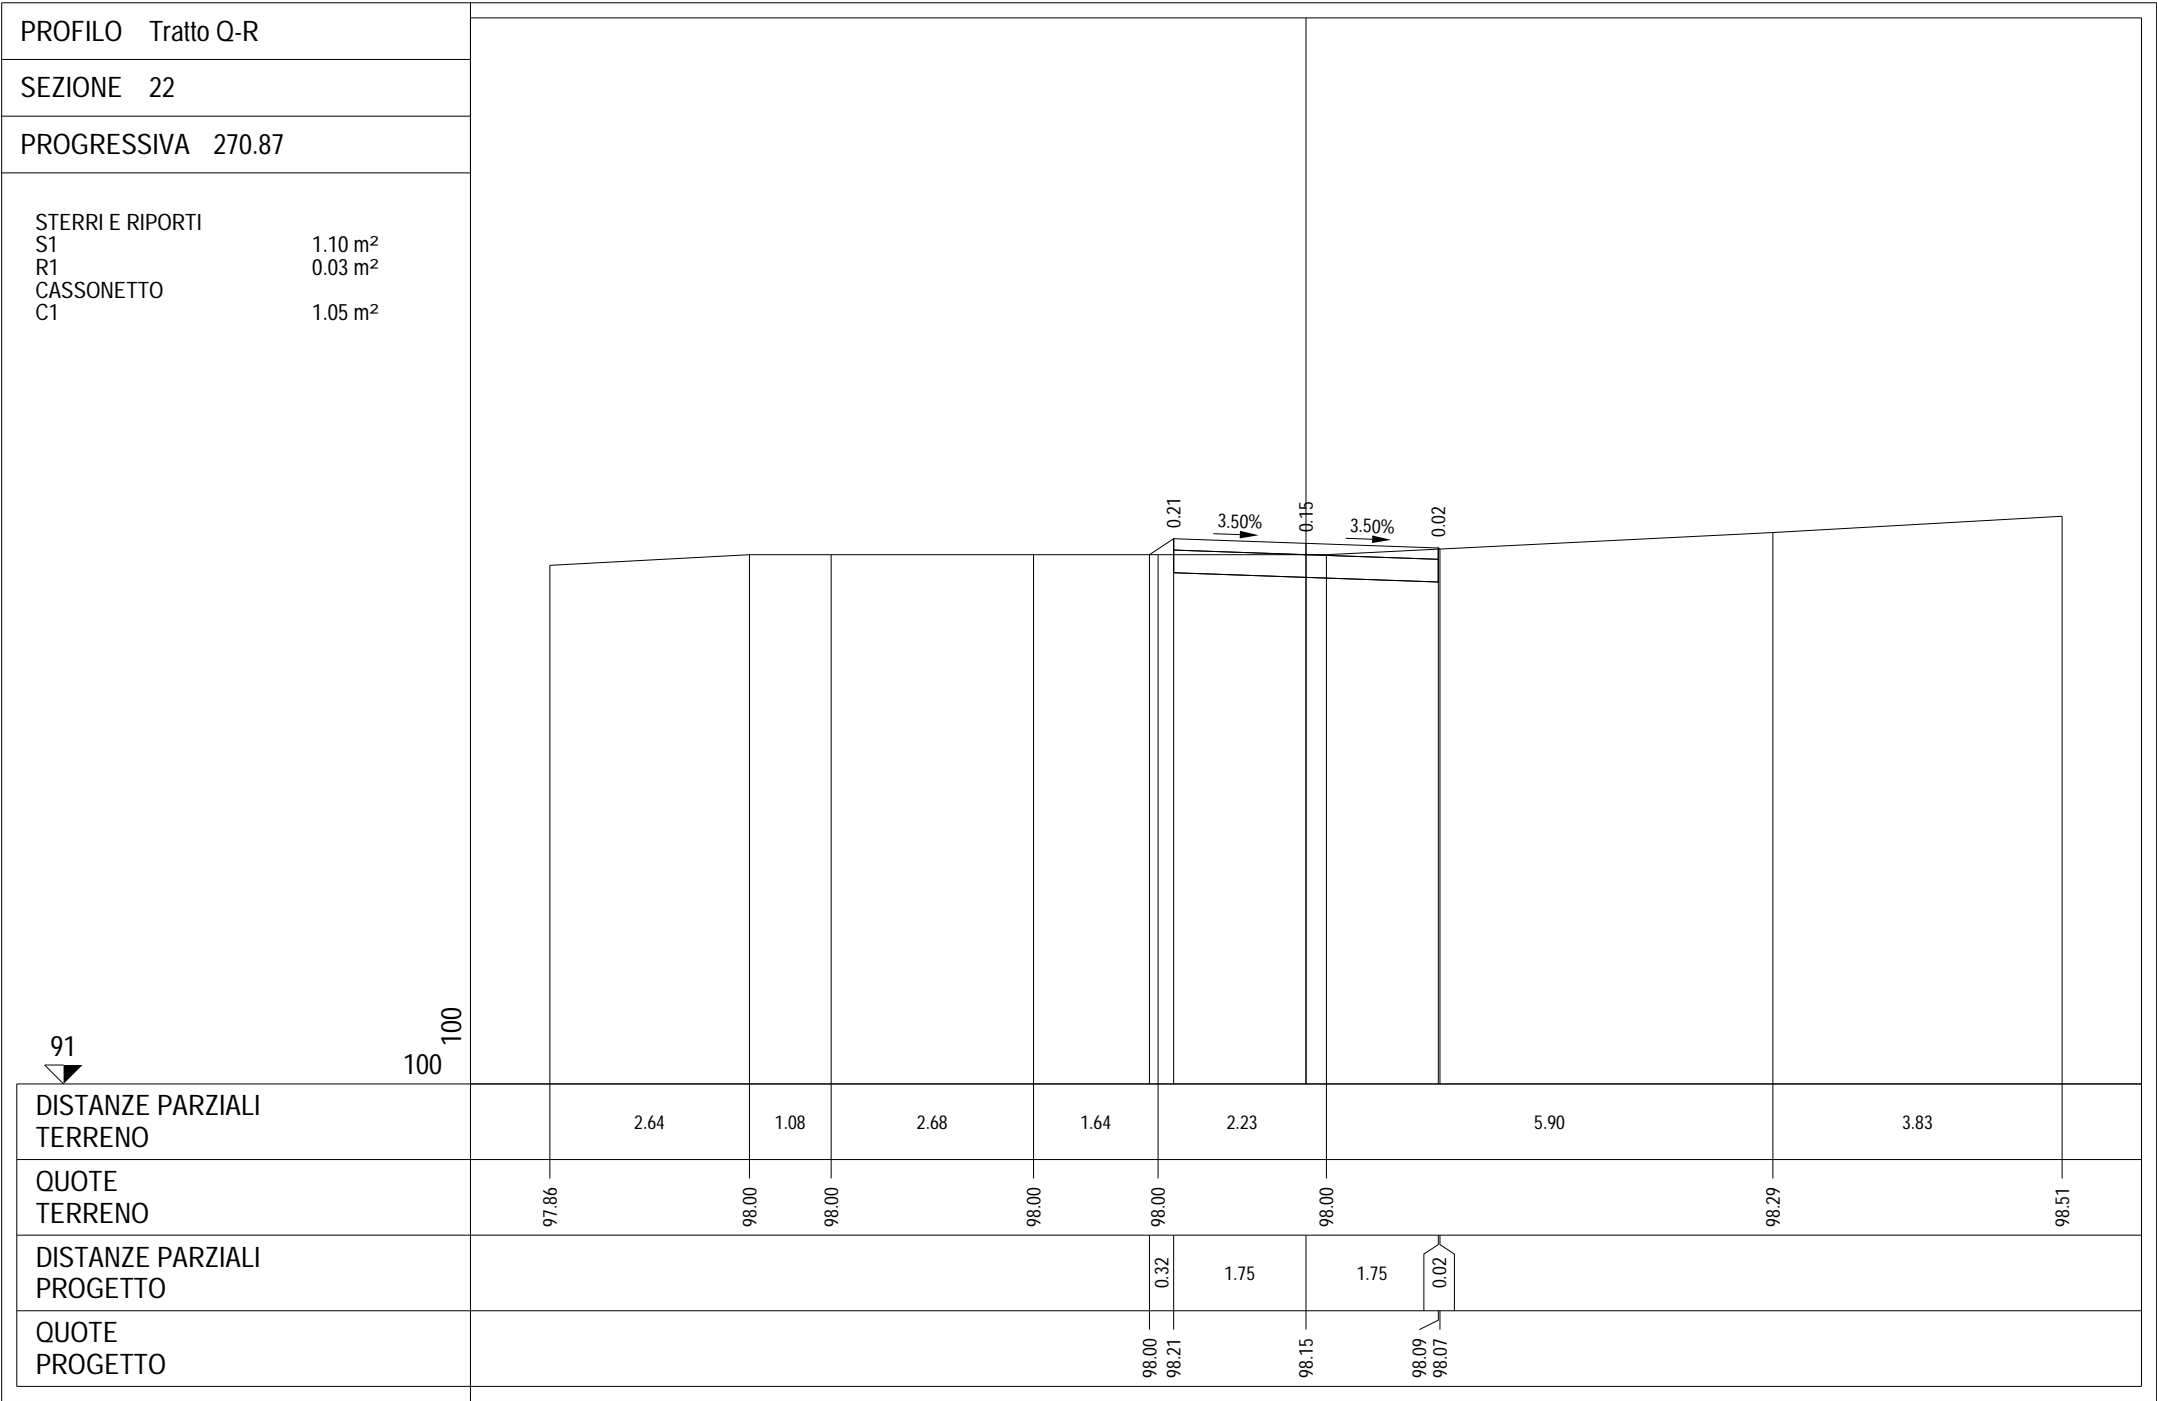 PROFILO Tratto Q-R
SEZIONE 22
PROGRESSIVA 270.87
STERRI E RIPORTI
S1 1.10 m²
R1 0.03 m²
CASSONETTO
C1 1.05 m²
0.21 3.50% 0.15 3.50% 0.02
100
91
100
DISTANZE PARZIALI
TERRENO
2.64 1.08 2.68 1.64 2.23 5.90 3.83
QUOTE
TERRENO
97.86 98.00 98.00 98.00 98.00 98.00 98.29 98.51
DISTANZE PARZIALI
PROGETTO
0.32 1.75 1.75 0.02
QUOTE
PROGETTO
98.00 98.21 98.15 98.09 98.07